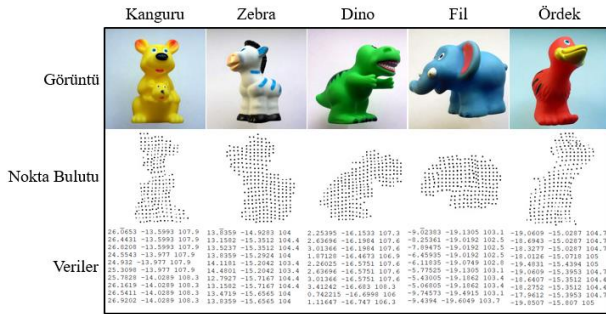 Kanguru Zebra Dino Fil Ördek
Görüntü
Nokta Bulutu
Veriler
26.0653 -13.5993 107.9 13.8359 -14.9283 104 2.25395 -16.1533 107.3 -9.02383 -19.1305 103.1 -19.0609 -15.0287 104.7
26.4431 -13.5993 107.9 13.1582 -15.3512 104.4 2.63696 -16.1984 107.6 -8.25361 -19.0192 102.5 -18.6943 -15.0287 104.7
26.8208 -13.5993 107.9 13.5237 -15.3512 104.4 3.01366 -16.1984 107.6 -7.89475 -19.0192 102.5 -18.3277 -15.0287 104.7
24.5543 -13.977 107.9 13.8359 -15.2924 104 1.07128 -16.4673 106.9 -6.45935 -19.0192 102.5 -18.0126 -15.0718 105
24.932 -13.977 107.9 14.1181 -15.2042 103.4 2.26025 -16.5751 107.6 -6.11835 -19.0749 102.8 -19.4031 -15.4394 105
25.3098 -13.977 107.9 14.4801 -15.2042 103.4 2.63696 -16.5751 107.6 -5.77525 -19.1305 103.1 -19.0609 -15.3953 104.7
25.7828 -14.0289 108.3 12.7927 -15.7167 104.4 3.01366 -16.5751 107.6 -5.43005 -19.1862 103.4 -18.6407 -15.3512 104.4
26.1619 -14.0289 108.3 13.1582 -15.7167 104.4 3.41242 -16.683 108.3 -5.06805 -19.1862 103.4 -18.2752 -15.3512 104.4
26.5411 -14.0289 108.3 13.4719 -15.6565 104 0.742215 -16.6998 106 -9.74573 -19.4915 103.1 -17.9612 -15.3953 104.7
26.9202 -14.0289 108.3 13.8359 -15.6565 104 1.11647 -16.747 106.3 -9.4394 -19.6049 103.7 -19.8507 -15.807 105